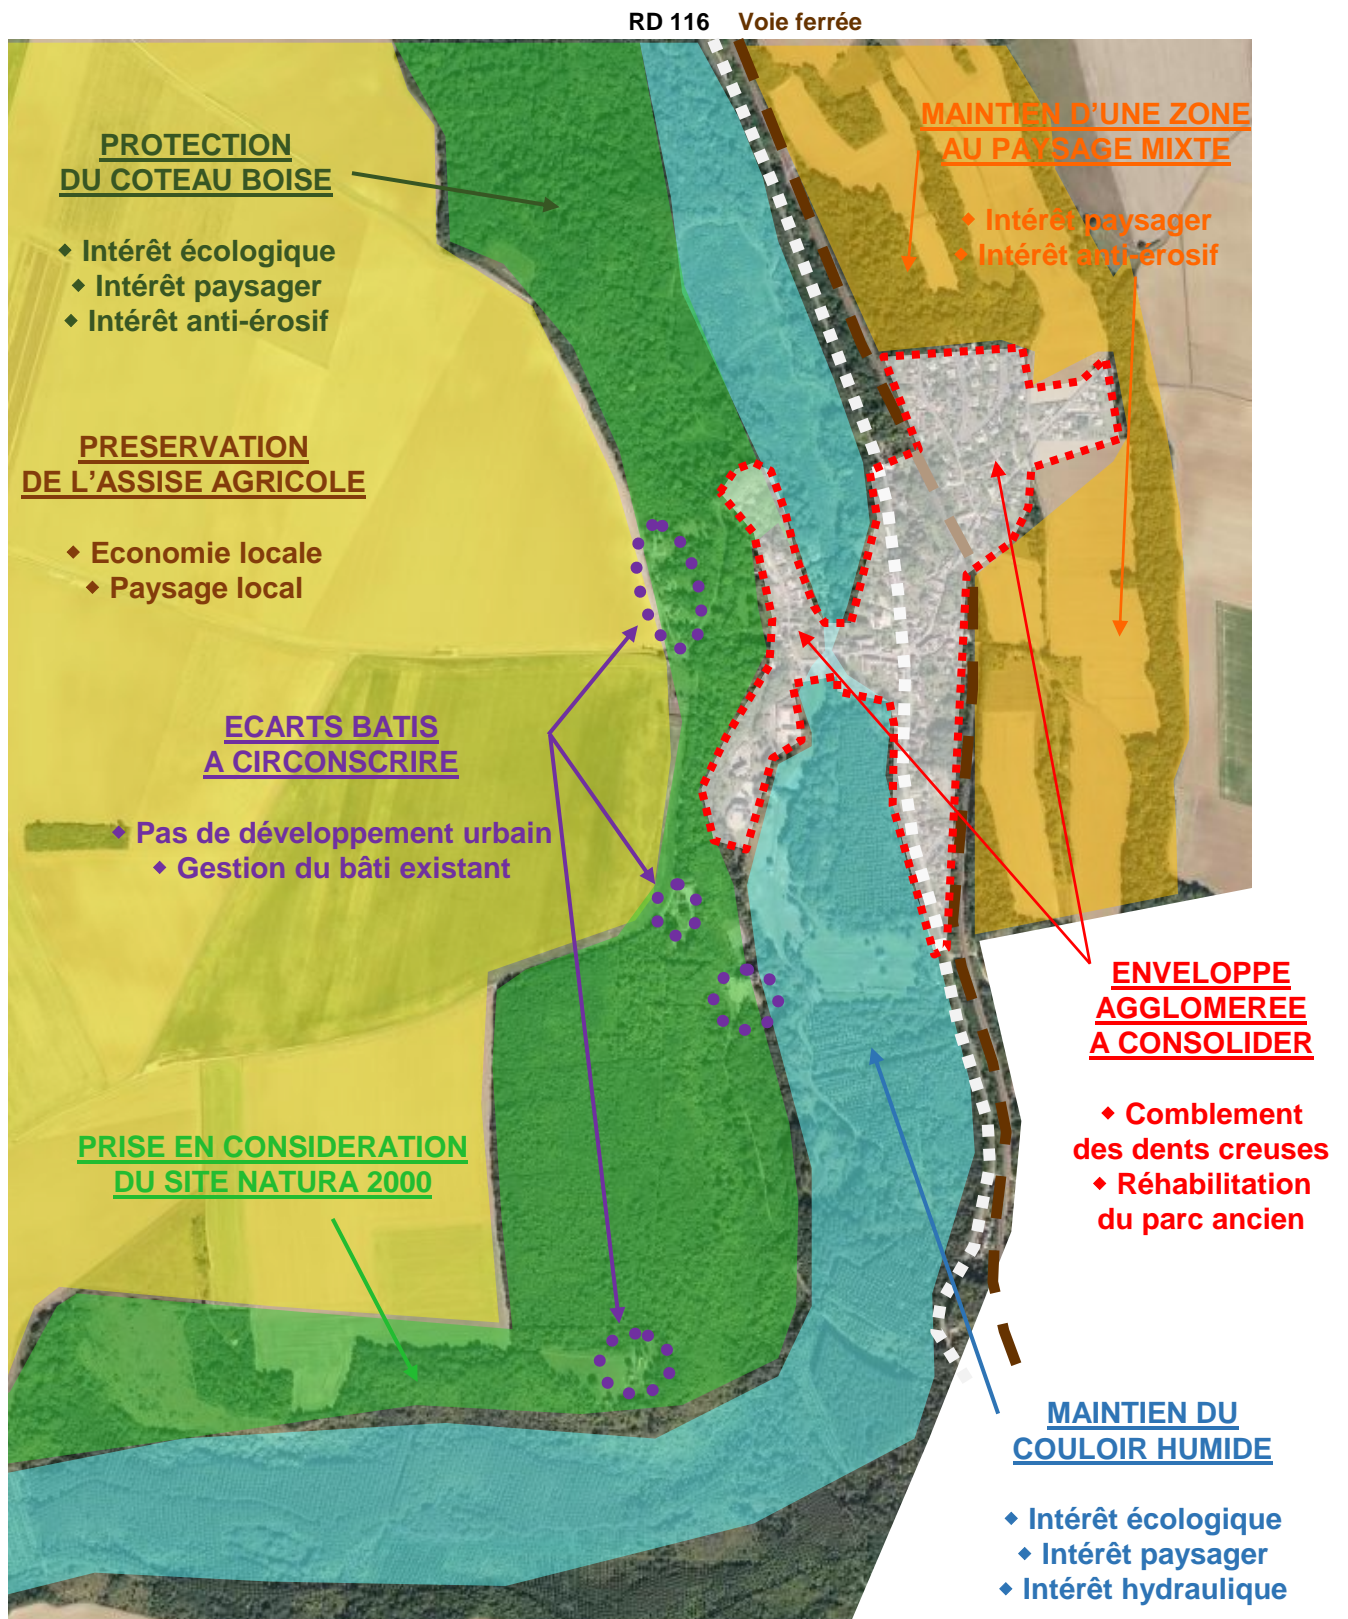 RD 116 Voie ferrée
MAINTIEN D'UNE ZONE
AU PAYSAGE MIXTE
◆ Intérêt paysager
◆ Intérêt anti-érosif
PROTECTION
DU COTEAU BOISE
◆ Intérêt écologique
◆ Intérêt paysager
◆ Intérêt anti-érosif
PRESERVATION
DE L'ASSISE AGRICOLE
◆ Economie locale
◆ Paysage local
ECARTS BATIS
A CIRCONSCRIRE
◆ Pas de développement urbain
◆ Gestion du bâti existant
ENVELOPPE
AGGLOMEREE
A CONSOLIDER
◆ Comblement
des dents creuses
◆ Réhabilitation
du parc ancien
PRISE EN CONSIDERATION
DU SITE NATURA 2000
MAINTIEN DU
COULOIR HUMIDE
◆ Intérêt écologique
◆ Intérêt paysager
◆ Intérêt hydraulique